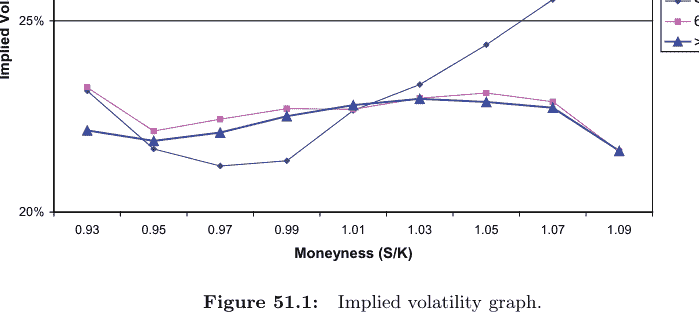 Implied Vol
25%
6
>
20%
0.93 0.95 0.97 0.99 1.01 1.03 1.05 1.07 1.09
Moneyness (S/K)
Figure 51.1: Implied volatility graph.